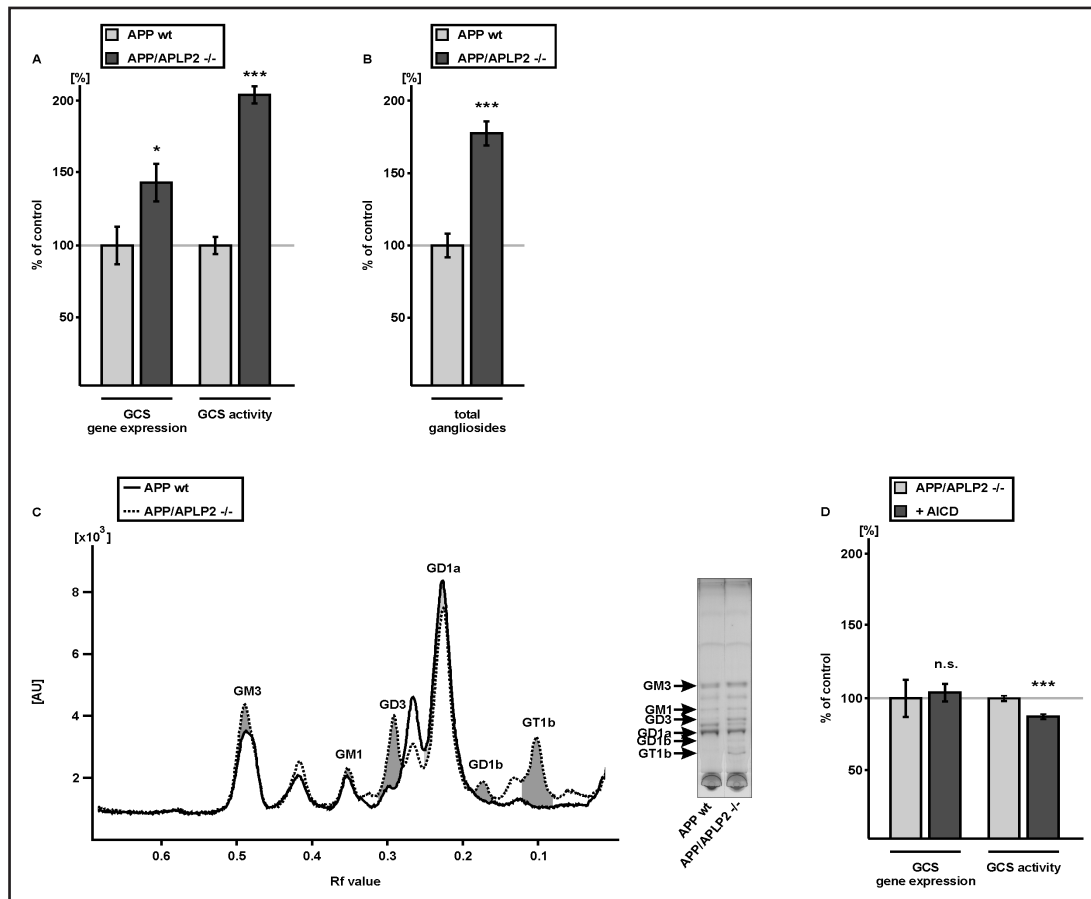 A
APP wt
APP/APLP2 -/-
[%]
200
150
100
50
% of control
*
***
GCS
gene expression
GCS activity
B
APP wt
APP/APLP2 -/-
[%]
200
150
100
50
% of control
***
total
gangliosides
C
APP wt
APP/APLP2 -/-
[x10³]
8
6
4
2
[AU]
GM3
GM1
GD3
GD1a
GD1b
GT1b
0.6
0.5
0.4
0.3
0.2
0.1
Rf value
GM3
GM1
GD3
GD1a
GD1b
GT1b
APP wt
APP/APLP2 -/-
D
APP/APLP2 -/-
+ AICD
[%]
200
150
100
50
% of control
n.s.
***
GCS
gene expression
GCS activity